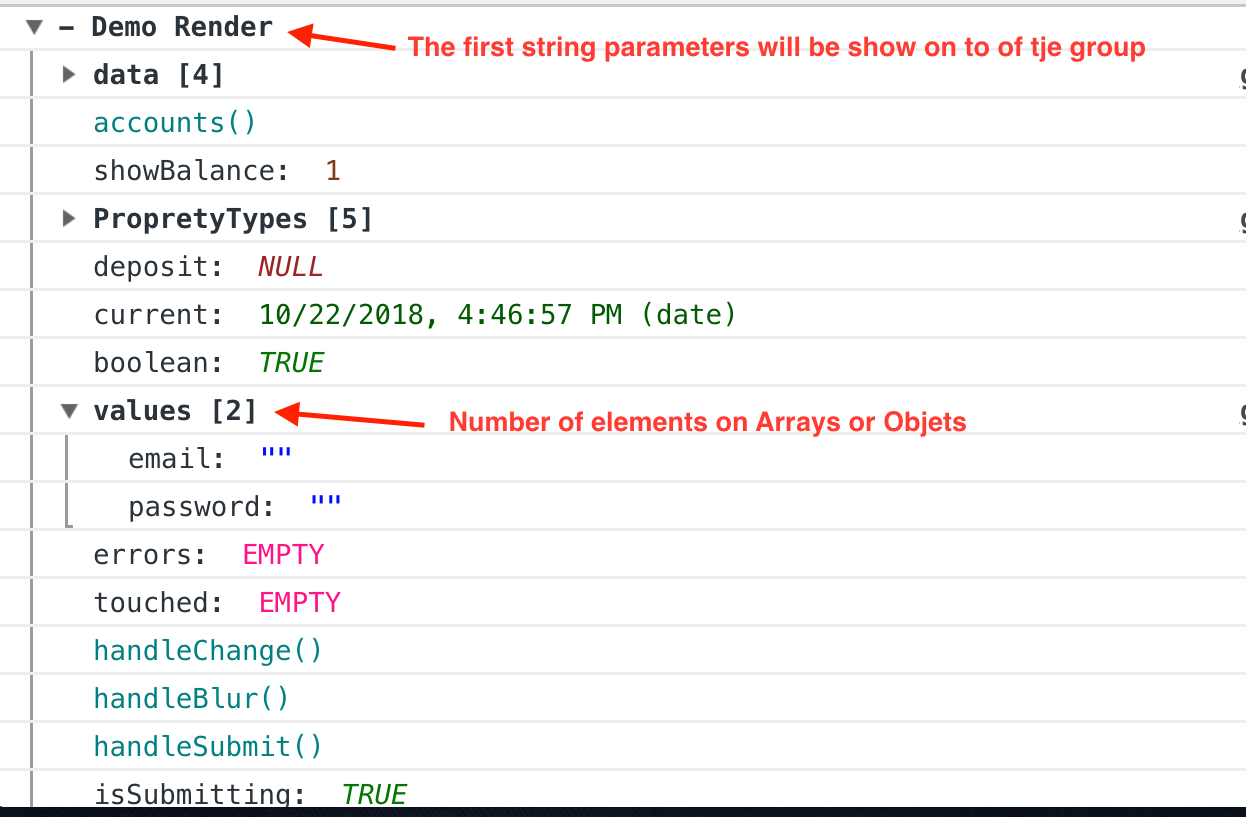 – Demo Render
The first string parameters will be show on to of tje group
data [4]
accounts()
showBalance: 1
PropretyTypes [5]
deposit: NULL
current: 10/22/2018, 4:46:57 PM (date)
boolean: TRUE
values [2]
Number of elements on Arrays or Objets
email: ""
password: ""
errors: EMPTY
touched: EMPTY
handleChange()
handleBlur()
handleSubmit()
isSubmitting: TRUE